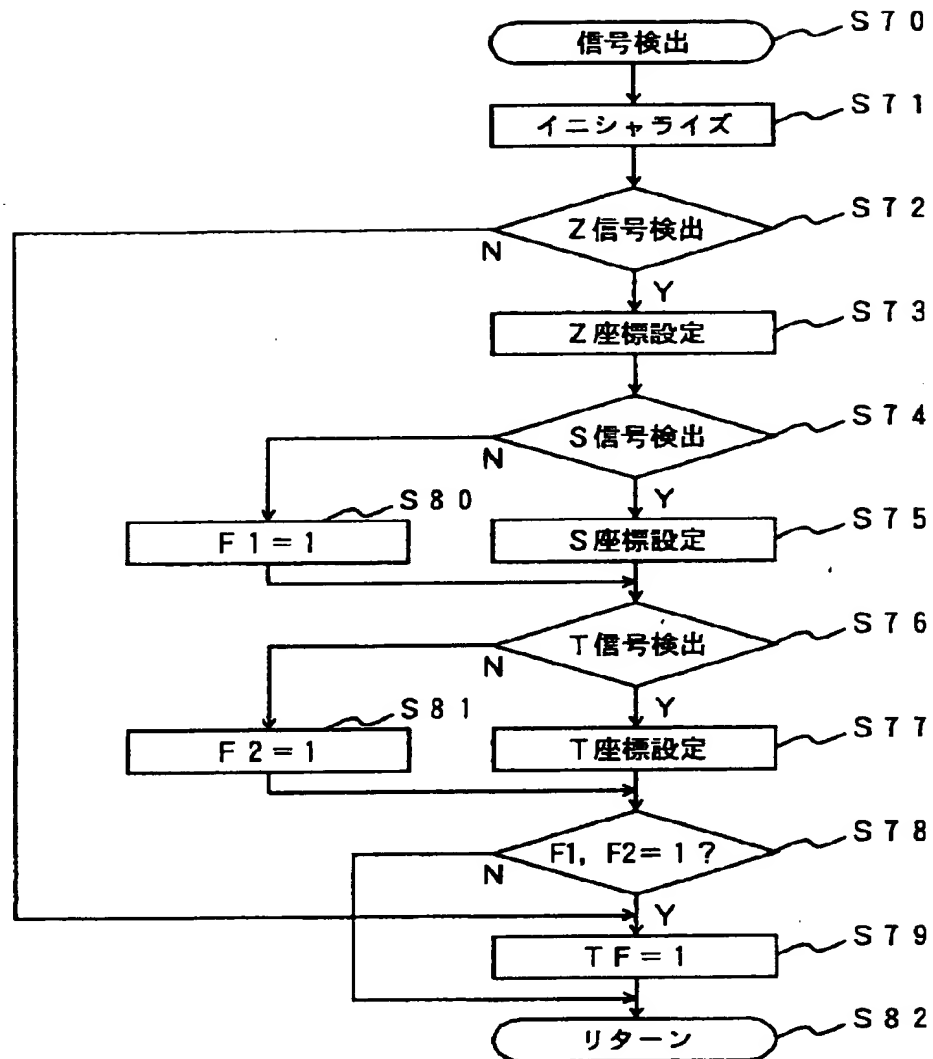 信号検出 S70
イニシャライズ S71
Z信号検出 S72
N
Y
Z座標設定 S73
S信号検出 S74
N
Y
S80
F1=1
S座標設定 S75
T信号検出 S76
N
Y
S81
F2=1
T座標設定 S77
F1, F2=1? S78
N
Y
TF=1 S79
リターン S82